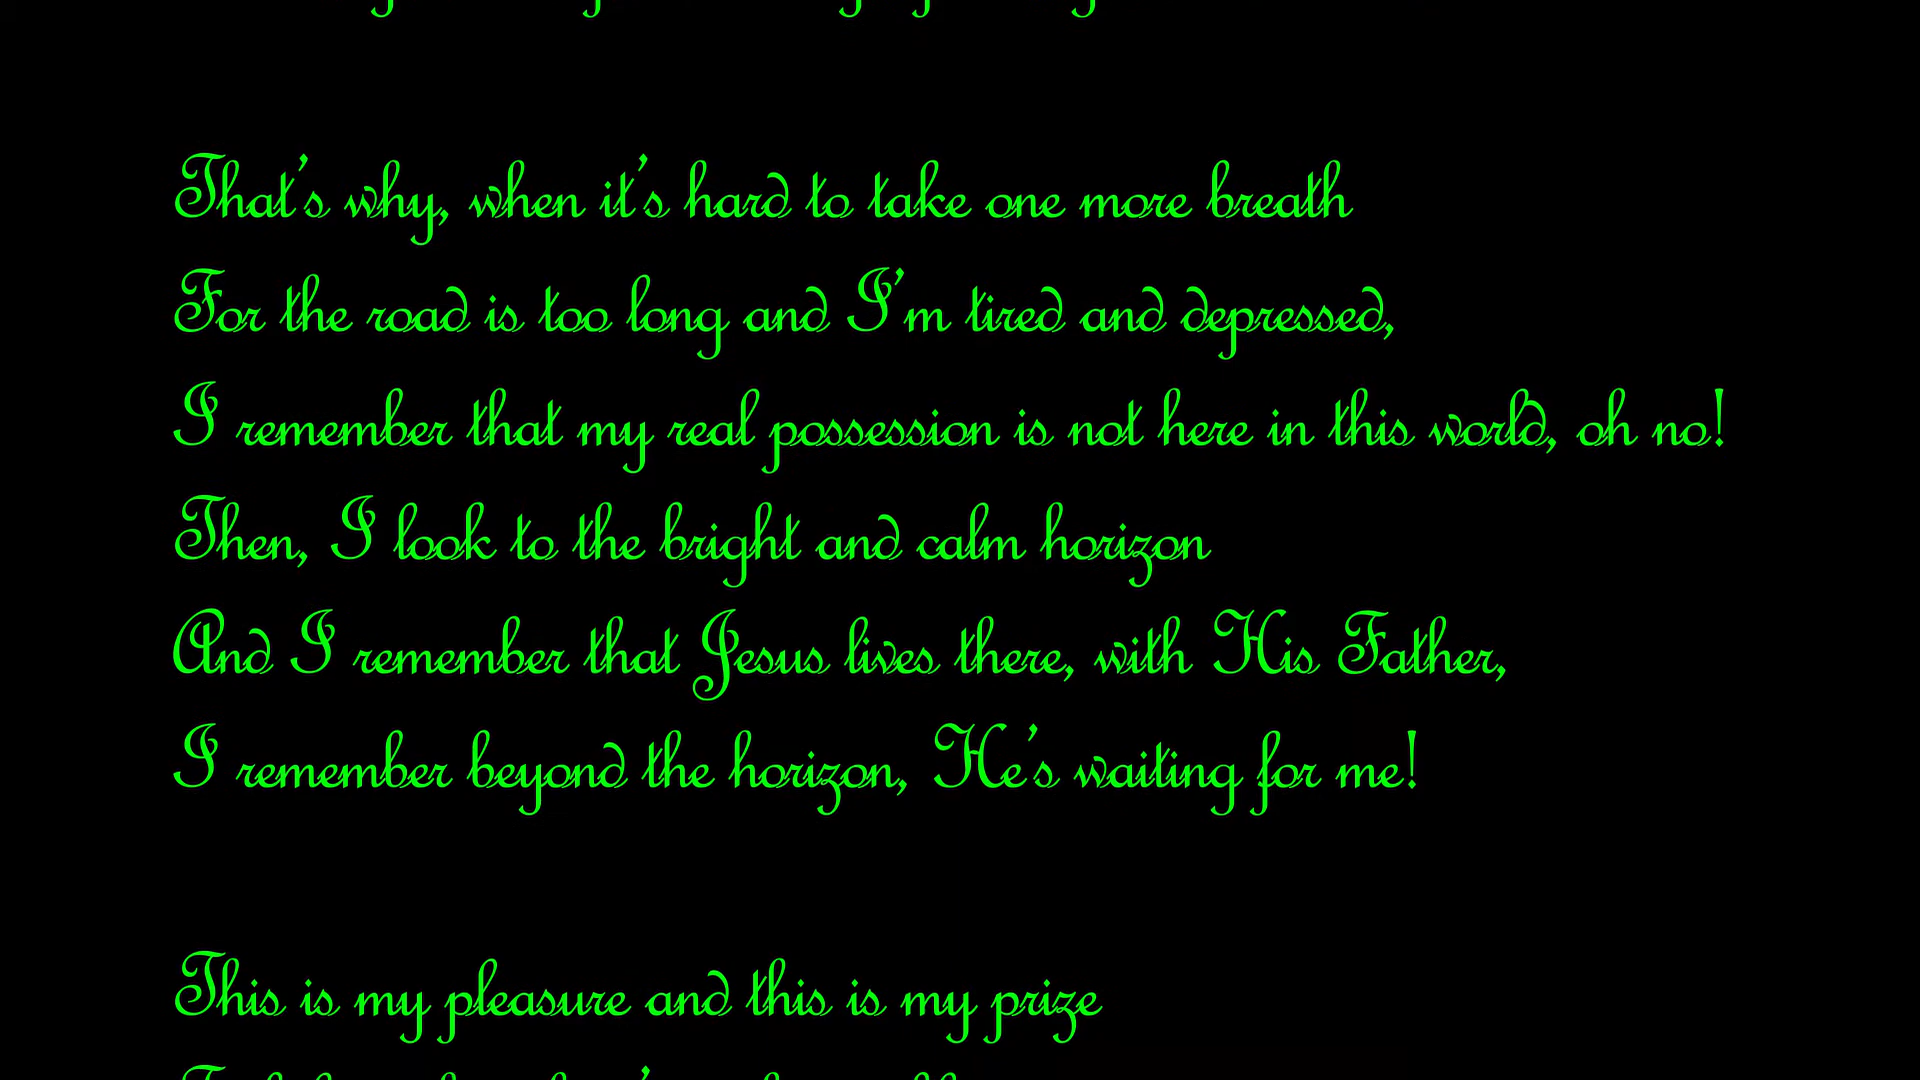 That's why, when it's hard to take one more breath
For the road is too long and I'm tired and depressed,
I remember that my real possession is not here in this world, oh no!
Then, I look to the bright and calm horizon
And I remember that Jesus lives there, with His Father,
I remember beyond the horizon, He's waiting for me!
This is my pleasure and this is my prize